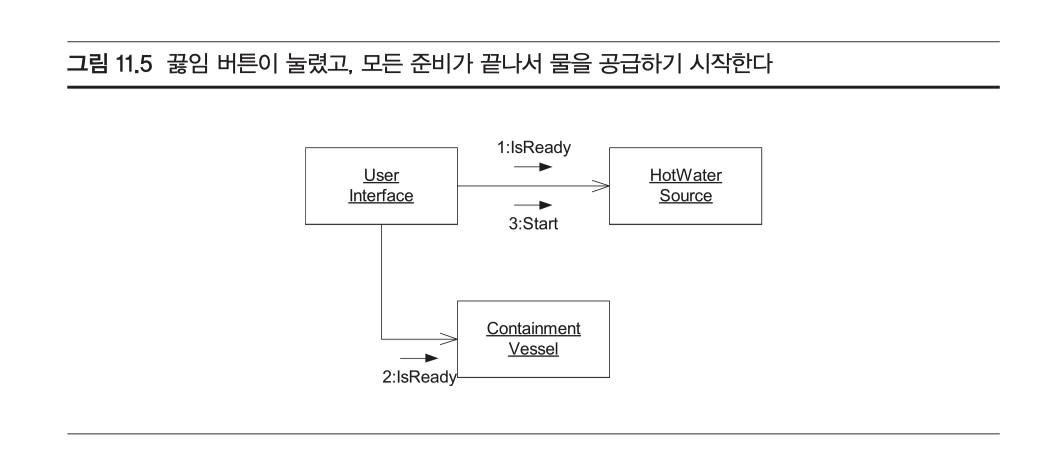 그림 11.5 끓임 버튼이 눌렸고, 모든 준비가 끝나서 물을 공급하기 시작한다
1:IsReady
User
Interface
HotWater
Source
3:Start
Containment
Vessel
2:IsReady